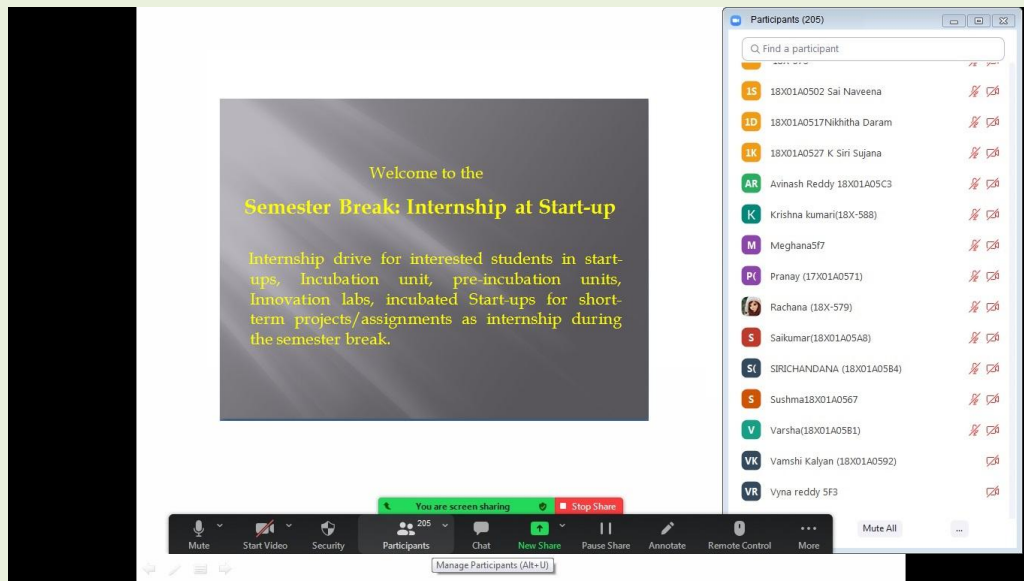 Participants (205)
Find a participant
1S 18X01A0502 Sai Naveena
1D 18X01A0517Nikhitha Daram
1K 18X01A0527 K Siri Sujana
AR Avinash Reddy 18X01A05C3
K Krishna kumari(18X-588)
M Meghana5f7
P( Pranay (17X01A0571)
Rachana (18X-579)
S Saikumar(18X01A05A8)
S( SIRICHANDANA (18X01A05B4)
S Sushma18X01A0567
V Varsha(18X01A05B1)
VK Vamshi Kalyan (18X01A0592)
VR Vyna reddy 5F3
Mute All
...
Welcome to the
Semester Break: Internship at Start-up
Internship drive for interested students in start-
ups, Incubation unit, pre-incubation units,
Innovation labs, incubated Start-ups for short-
term projects/assignments as internship during
the semester break.
You are screen sharing Stop Share
205
Mute Start Video Security Participants Chat New Share Pause Share Annotate Remote Control More
Manage Participants (Alt+U)